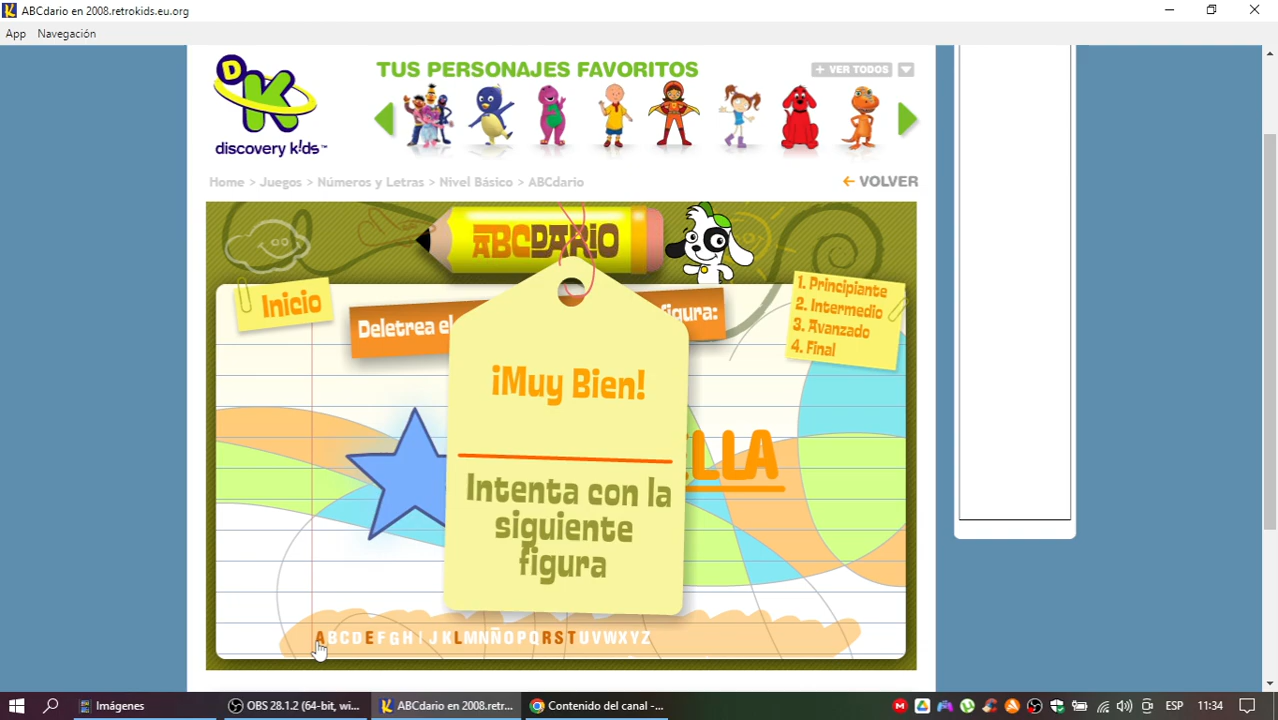 ABCdario en 2008.retrokids.eu.org
App Navegación
D K
discovery k!ds™
TUS PERSONAJES FAVORITOS
+ VER TODOS
Home > Juegos > Números y Letras > Nivel Básico > ABCdario
VOLVER
ABCDARIO
Inicio
Deletrea el
figura:
1. Principiante
2. Intermedio
3. Avanzado
4. Final
¡Muy Bien!
LLA
Intenta con la
siguiente
figura
ABCDEFGHIJKLMNÑOPQRSTUVWXYZ
Imágenes
OBS 28.1.2 (64-bit, wi...
ABCdario en 2008.retr...
Contenido del canal -...
ESP
11:34